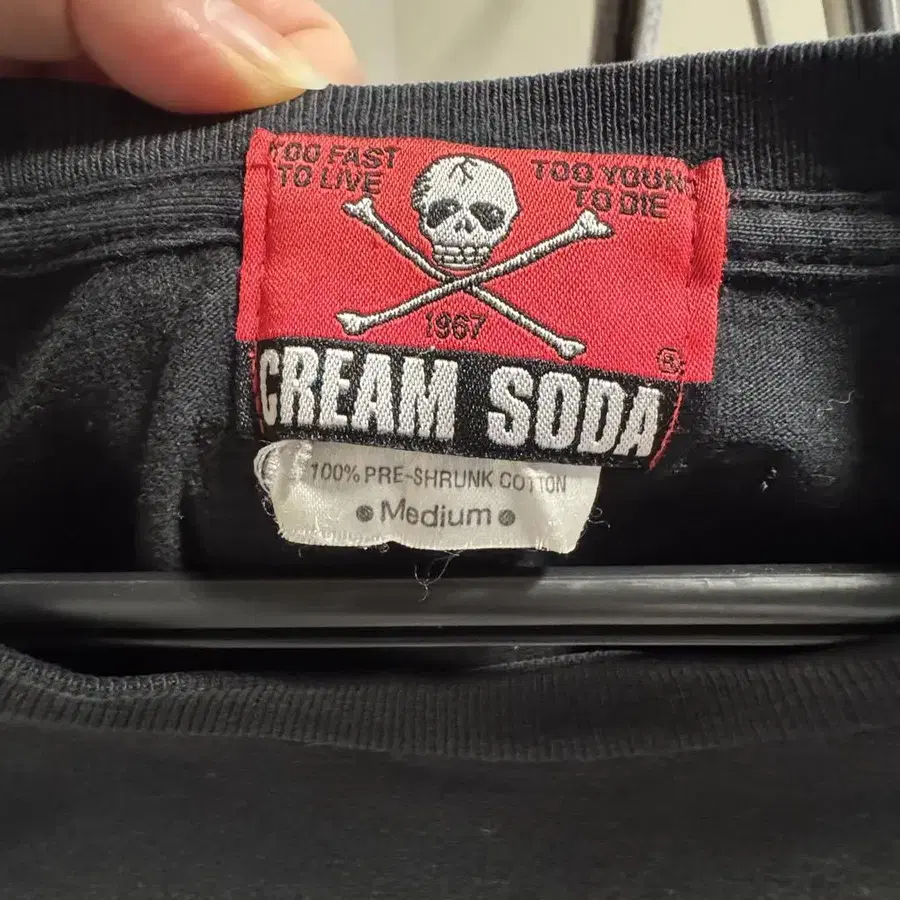 TOO FAST
TO LIVE
TOO YOUNG
TO DIE
1967
®
CREAM SODA
100% PRE-SHRUNK COTTON
Medium